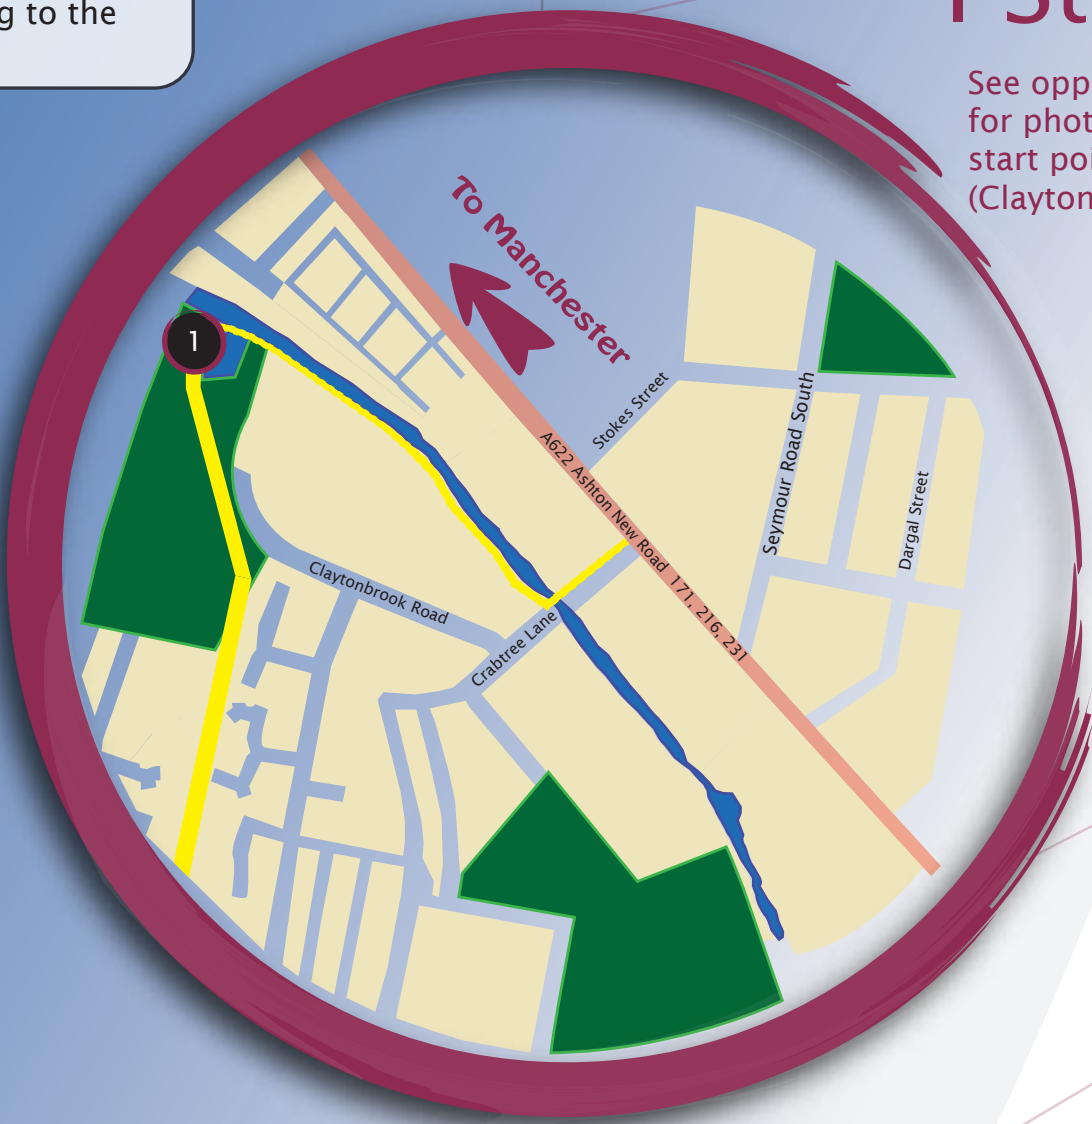 g to the
See opp
for phot
start poi
(Clayton
To Manchester
1
Stokes Street
A622 Ashton New Road 171, 216, 231
Seymour Road South
Dargal Street
Claytonbrook Road
Crabtree Lane